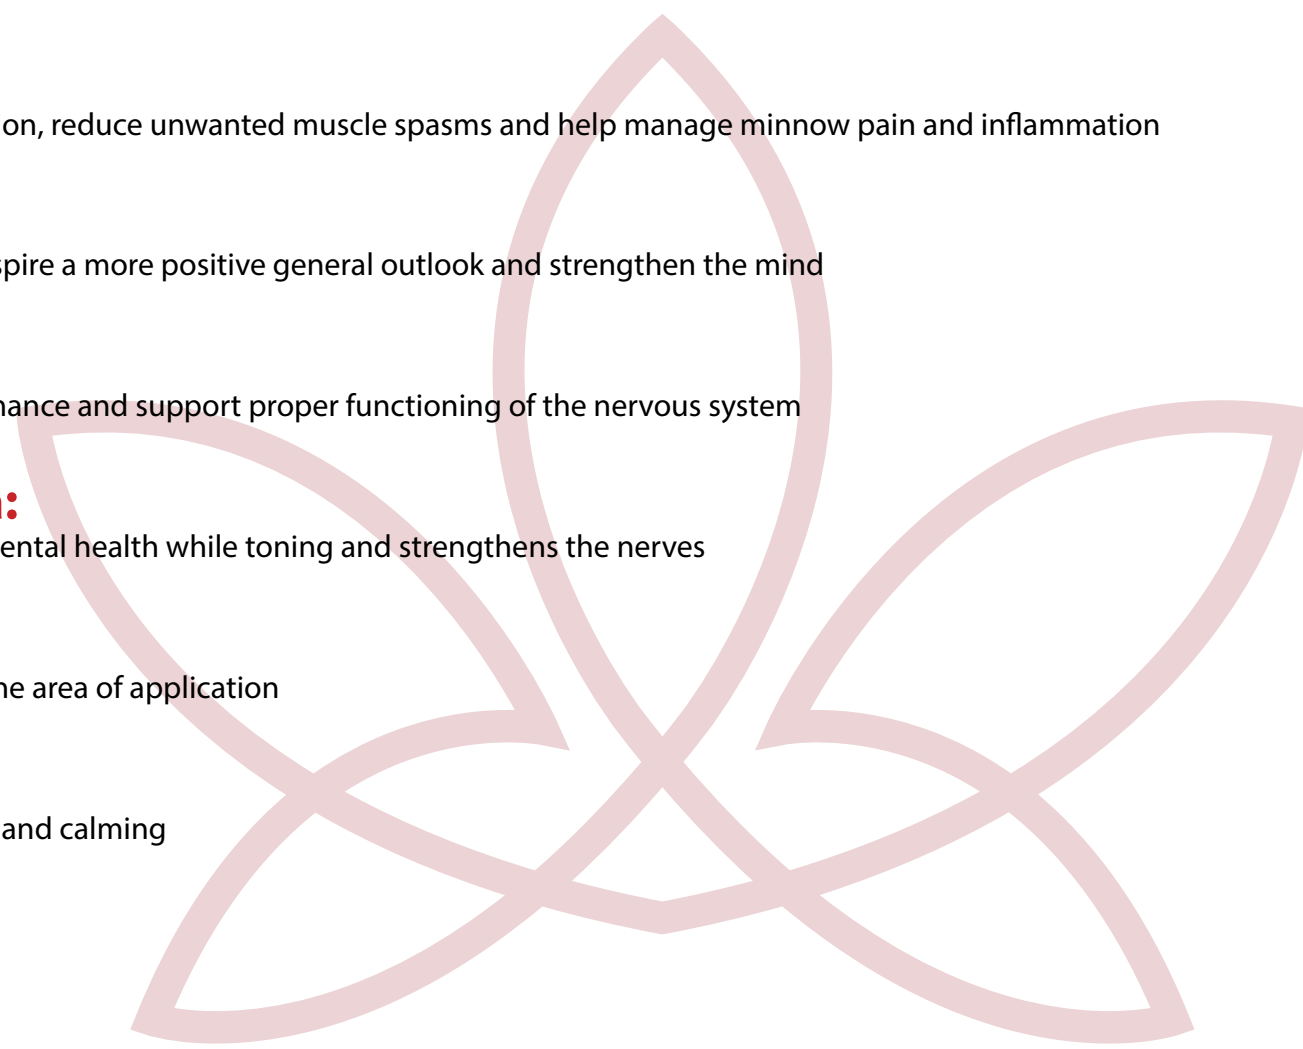 on, reduce unwanted muscle spasms and help manage minnow pain and inflammation
spire a more positive general outlook and strengthen the mind
nance and support proper functioning of the nervous system
:
ental health while toning and strengthens the nerves
ne area of application
and calming